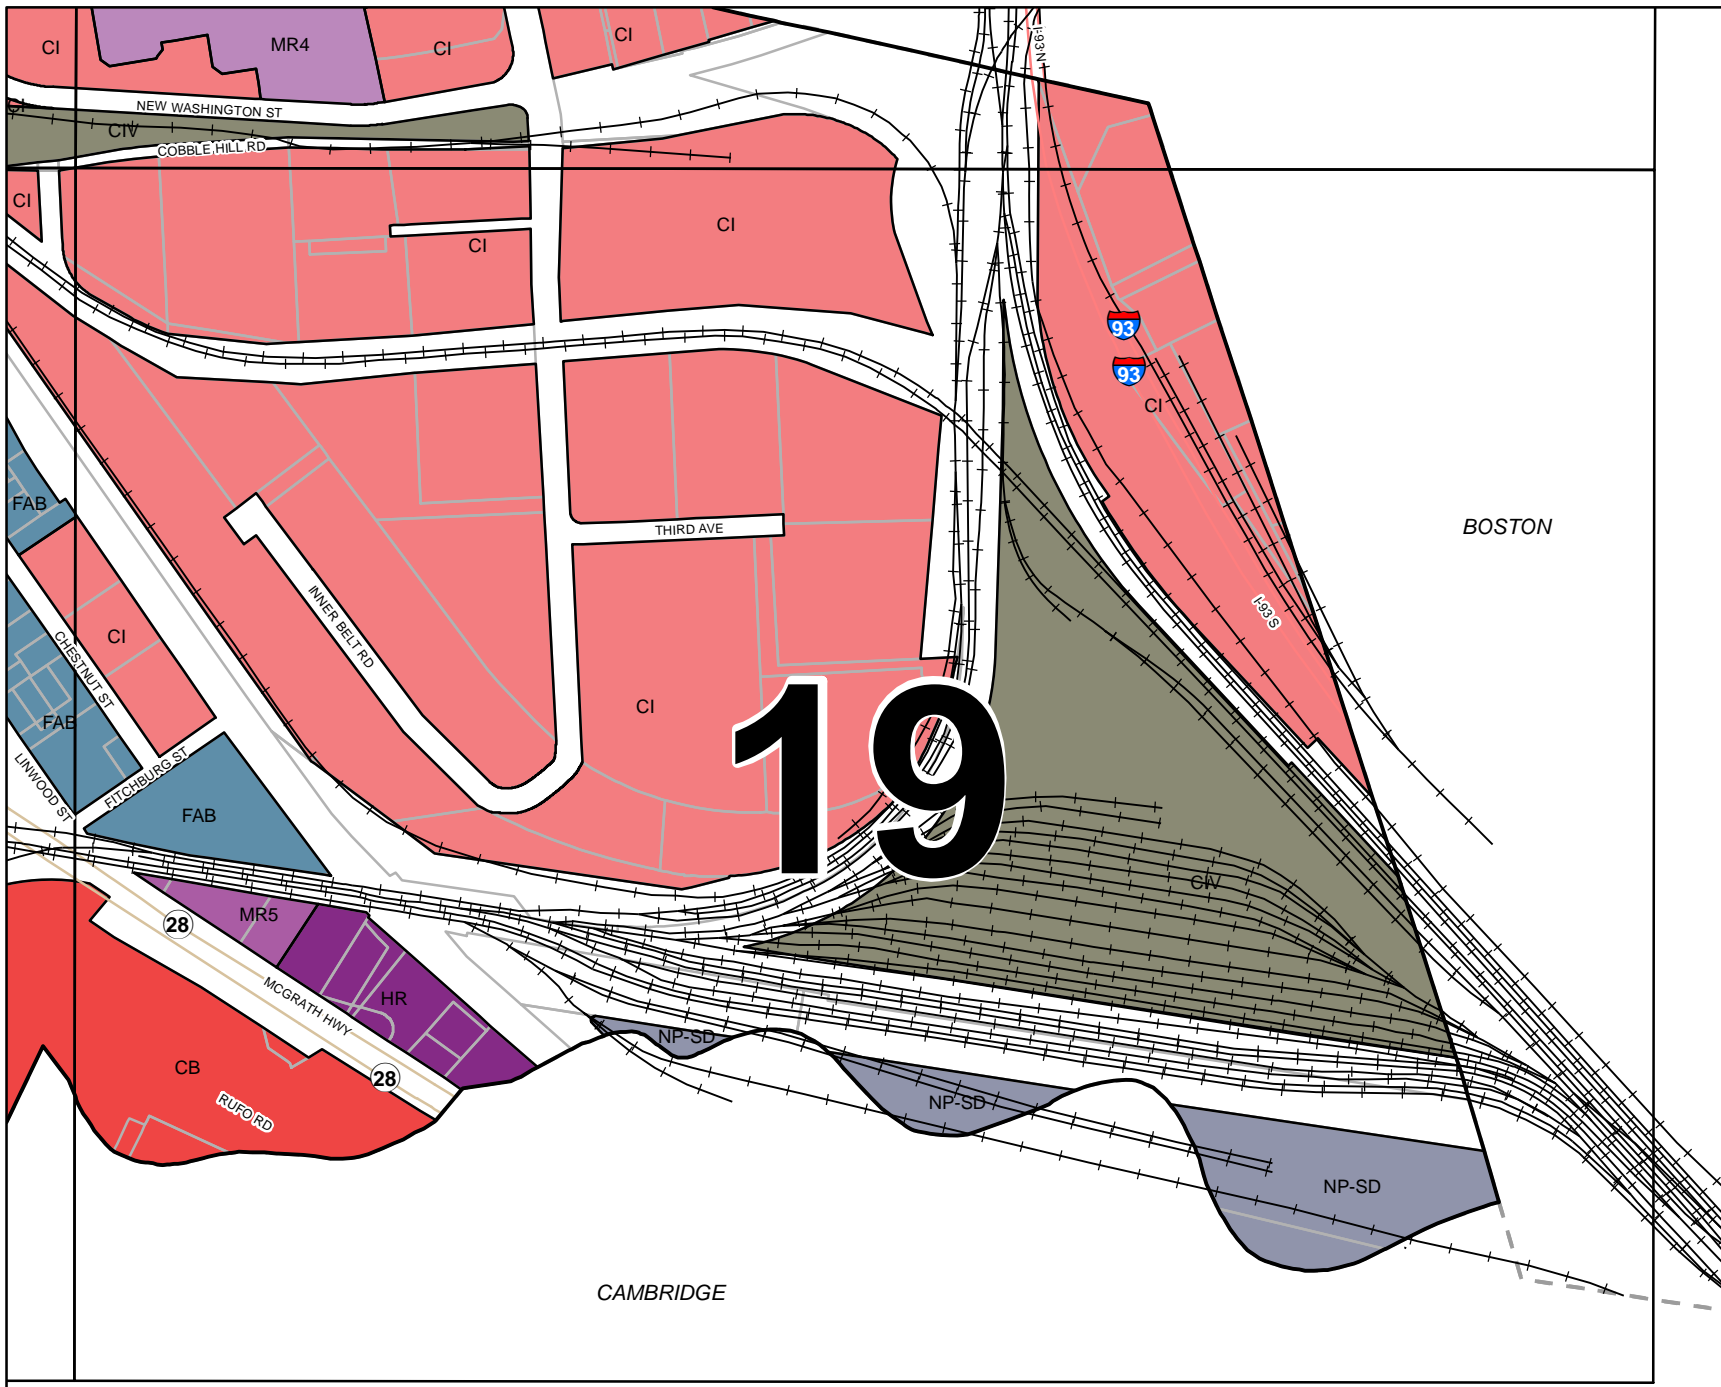 I-93 N
CI
MR4
CI
CI
CI
NEW WASHINGTON ST
CIV
COBBLE HILL RD
CI
CI
CI
93
93
CI
FAB
THIRD AVE
BOSTON
INNER BELT RD
I-93 S
CI
CHESTNUT ST
CI
FAB
19
LINWOOD ST
FITCHBURG ST
FAB
CIV
MR5
28
HR
MCGRATH HWY
NP-SD
CB
28
NP-SD
RUFO RD
NP-SD
CAMBRIDGE